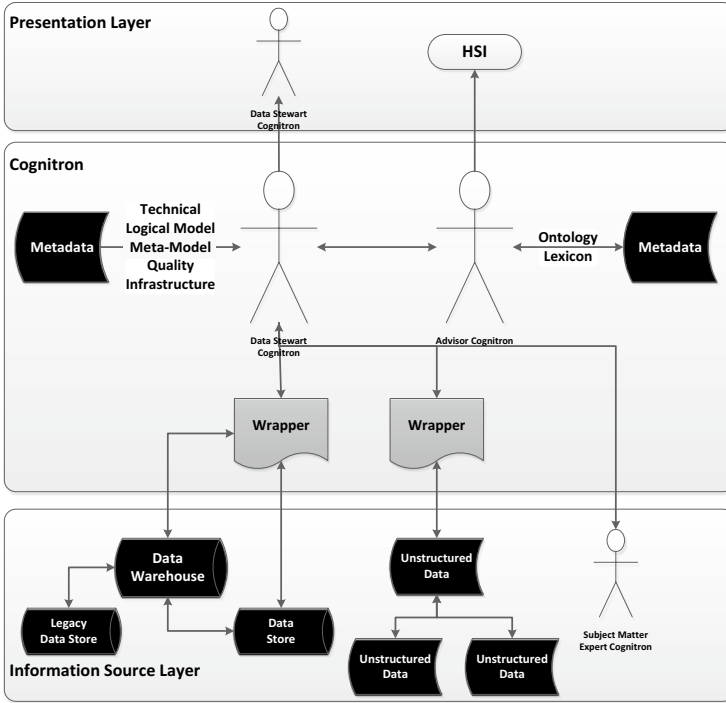 Presentation Layer
HSI
Data Stewart
Cognitron
Cognitron
Technical
Logical Model
Meta-Model
Quality
Infrastructure
Metadata
Ontology
Lexicon
Metadata
Data Stewart
Cognitron
Advisor Cognitron
Wrapper
Wrapper
Data
Warehouse
Unstructured
Data
Legacy
Data Store
Data
Store
Subject Matter
Expert Cognitron
Unstructured
Data
Unstructured
Data
Information Source Layer